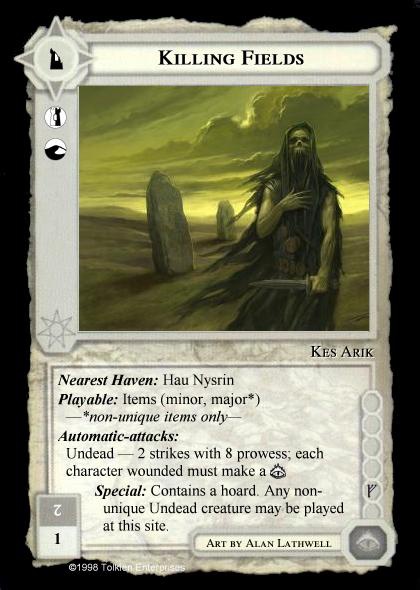 Killing Fields
Kes Arik
Nearest Haven: Hau Nysrin
Playable: Items (minor, major*)
—*non-unique items only—
Automatic-attacks:
Undead — 2 strikes with 8 prowess; each
character wounded must make a
Special: Contains a hoard. Any non-
unique Undead creature may be played
at this site.
2
1
Art by Alan Lathwell
©1998 Tolkien Enterprises